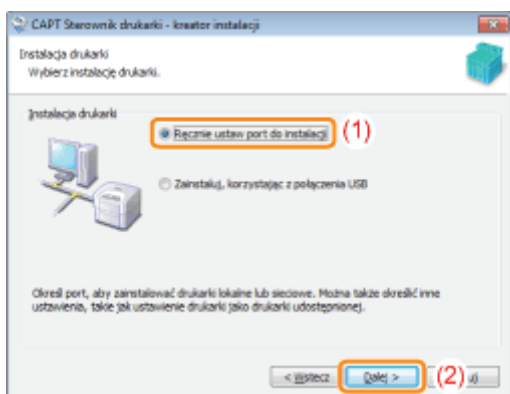 CAPT Sterownik drukarki - kreator instalacji
Instalacja drukarki
Wybierz instalację drukarki.
Instalacja drukarki
Ręcznie ustaw port do instalacji
(1)
Zainstaluj, korzystając z połączenia USB
Określ port, aby zainstalować drukarki lokalne lub sieciowe. Można także określić inne
ustawienia, takie jak ustawienie drukarki jako drukarki udostępnionej.
< Wstecz
Dalej >
(2)